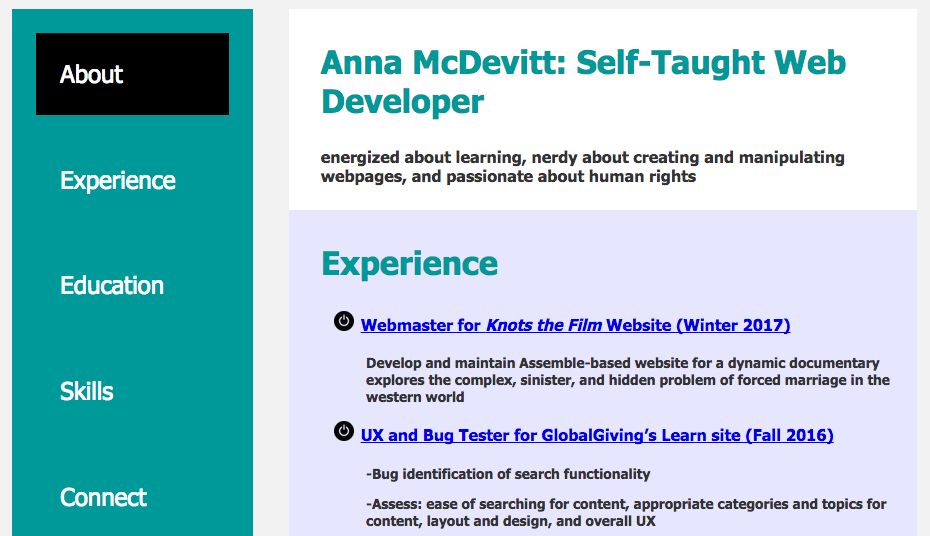 About
Experience
Education
Skills
Connect
Anna McDevitt: Self-Taught Web
Developer
energized about learning, nerdy about creating and manipulating
webpages, and passionate about human rights
Experience
Webmaster for Knots the Film Website (Winter 2017)
Develop and maintain Assemble-based website for a dynamic documentary
explores the complex, sinister, and hidden problem of forced marriage in the
western world
UX and Bug Tester for GlobalGiving’s Learn site (Fall 2016)
-Bug identification of search functionality
-Assess: ease of searching for content, appropriate categories and topics for
content, layout and design, and overall UX